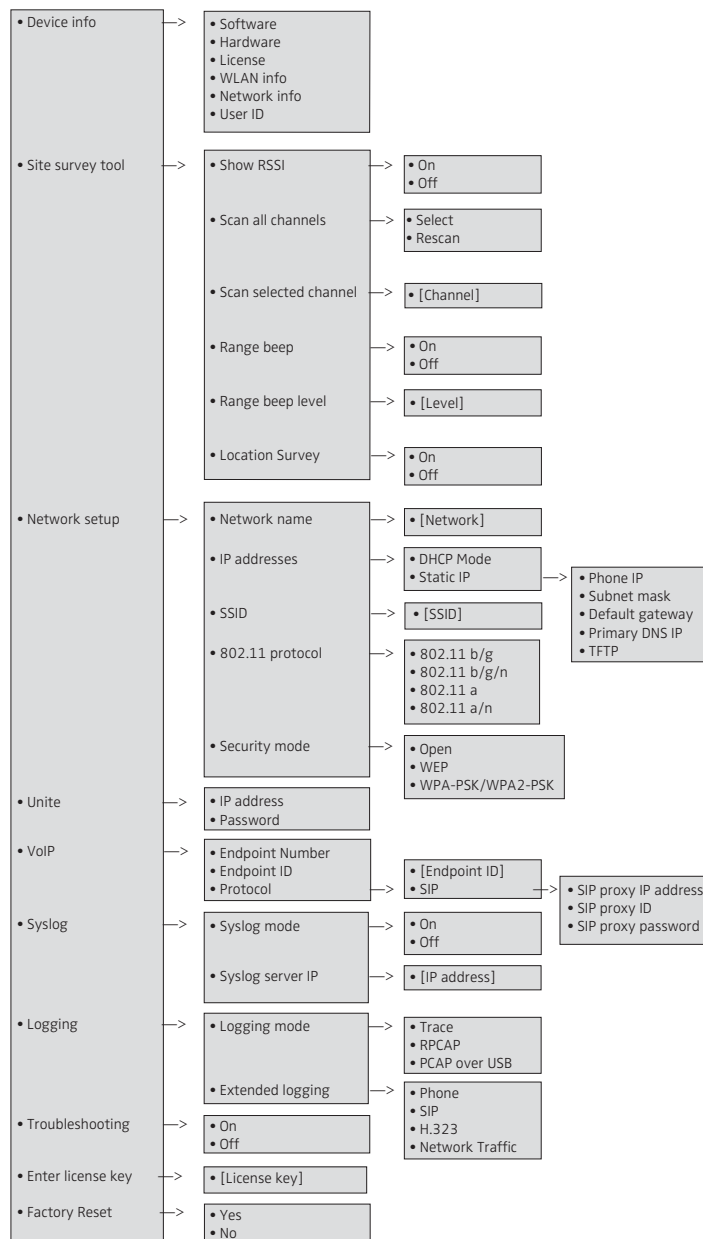 • Device info —>
• Software
• Hardware
• License
• WLAN info
• Network info
• User ID
• Site survey tool —>
• Show RSSI —>
• On
• Off
• Scan all channels —>
• Select
• Rescan
• Scan selected channel —>
• [Channel]
• Range beep —>
• On
• Off
• Range beep level —>
• [Level]
• Location Survey —>
• On
• Off
• Network setup —>
• Network name —>
• [Network]
• IP addresses —>
• DHCP Mode
• Static IP —>
• Phone IP
• Subnet mask
• Default gateway
• Primary DNS IP
• TFTP
• SSID —>
• [SSID]
• 802.11 protocol —>
• 802.11 b/g
• 802.11 b/g/n
• 802.11 a
• 802.11 a/n
• Security mode —>
• Open
• WEP
• WPA-PSK/WPA2-PSK
• Unite —>
• IP address
• Password
• VoIP —>
• Endpoint Number
• Endpoint ID
• Protocol —>
• [Endpoint ID]
• SIP —>
• SIP proxy IP address
• SIP proxy ID
• SIP proxy password
• Syslog —>
• Syslog mode —>
• On
• Off
• Syslog server IP —>
• [IP address]
• Logging —>
• Logging mode —>
• Trace
• RPCAP
• PCAP over USB
• Extended logging —>
• Phone
• SIP
• H.323
• Network Traffic
• Troubleshooting —>
• On
• Off
• Enter license key —>
• [License key]
• Factory Reset —>
• Yes
• No